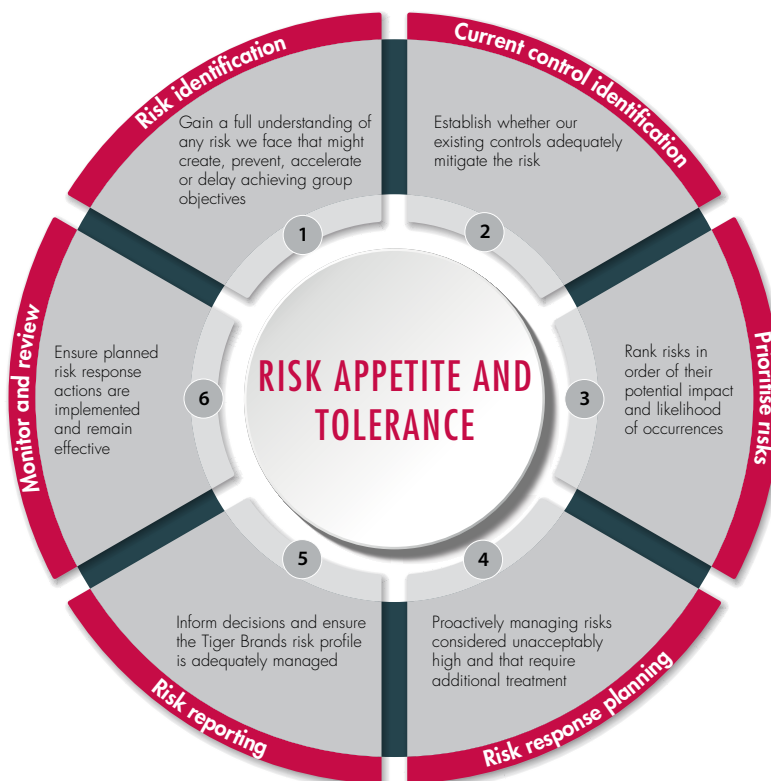 Risk identification
Gain a full understanding of
any risk we face that might
create, prevent, accelerate
or delay achieving group
objectives
1
Current control identification
Establish whether our
existing controls adequately
mitigate the risk
2
Prioritise risks
Rank risks in
order of their
potential impact
and likelihood
of occurrences
3
Risk response planning
Proactively managing risks
considered unacceptably
high and that require
additional treatment
4
Risk reporting
Inform decisions and ensure
the Tiger Brands risk profile
is adequately managed
5
Monitor and review
Ensure planned
risk response
actions are
implemented
and remain
effective
6
RISK APPETITE AND
TOLERANCE